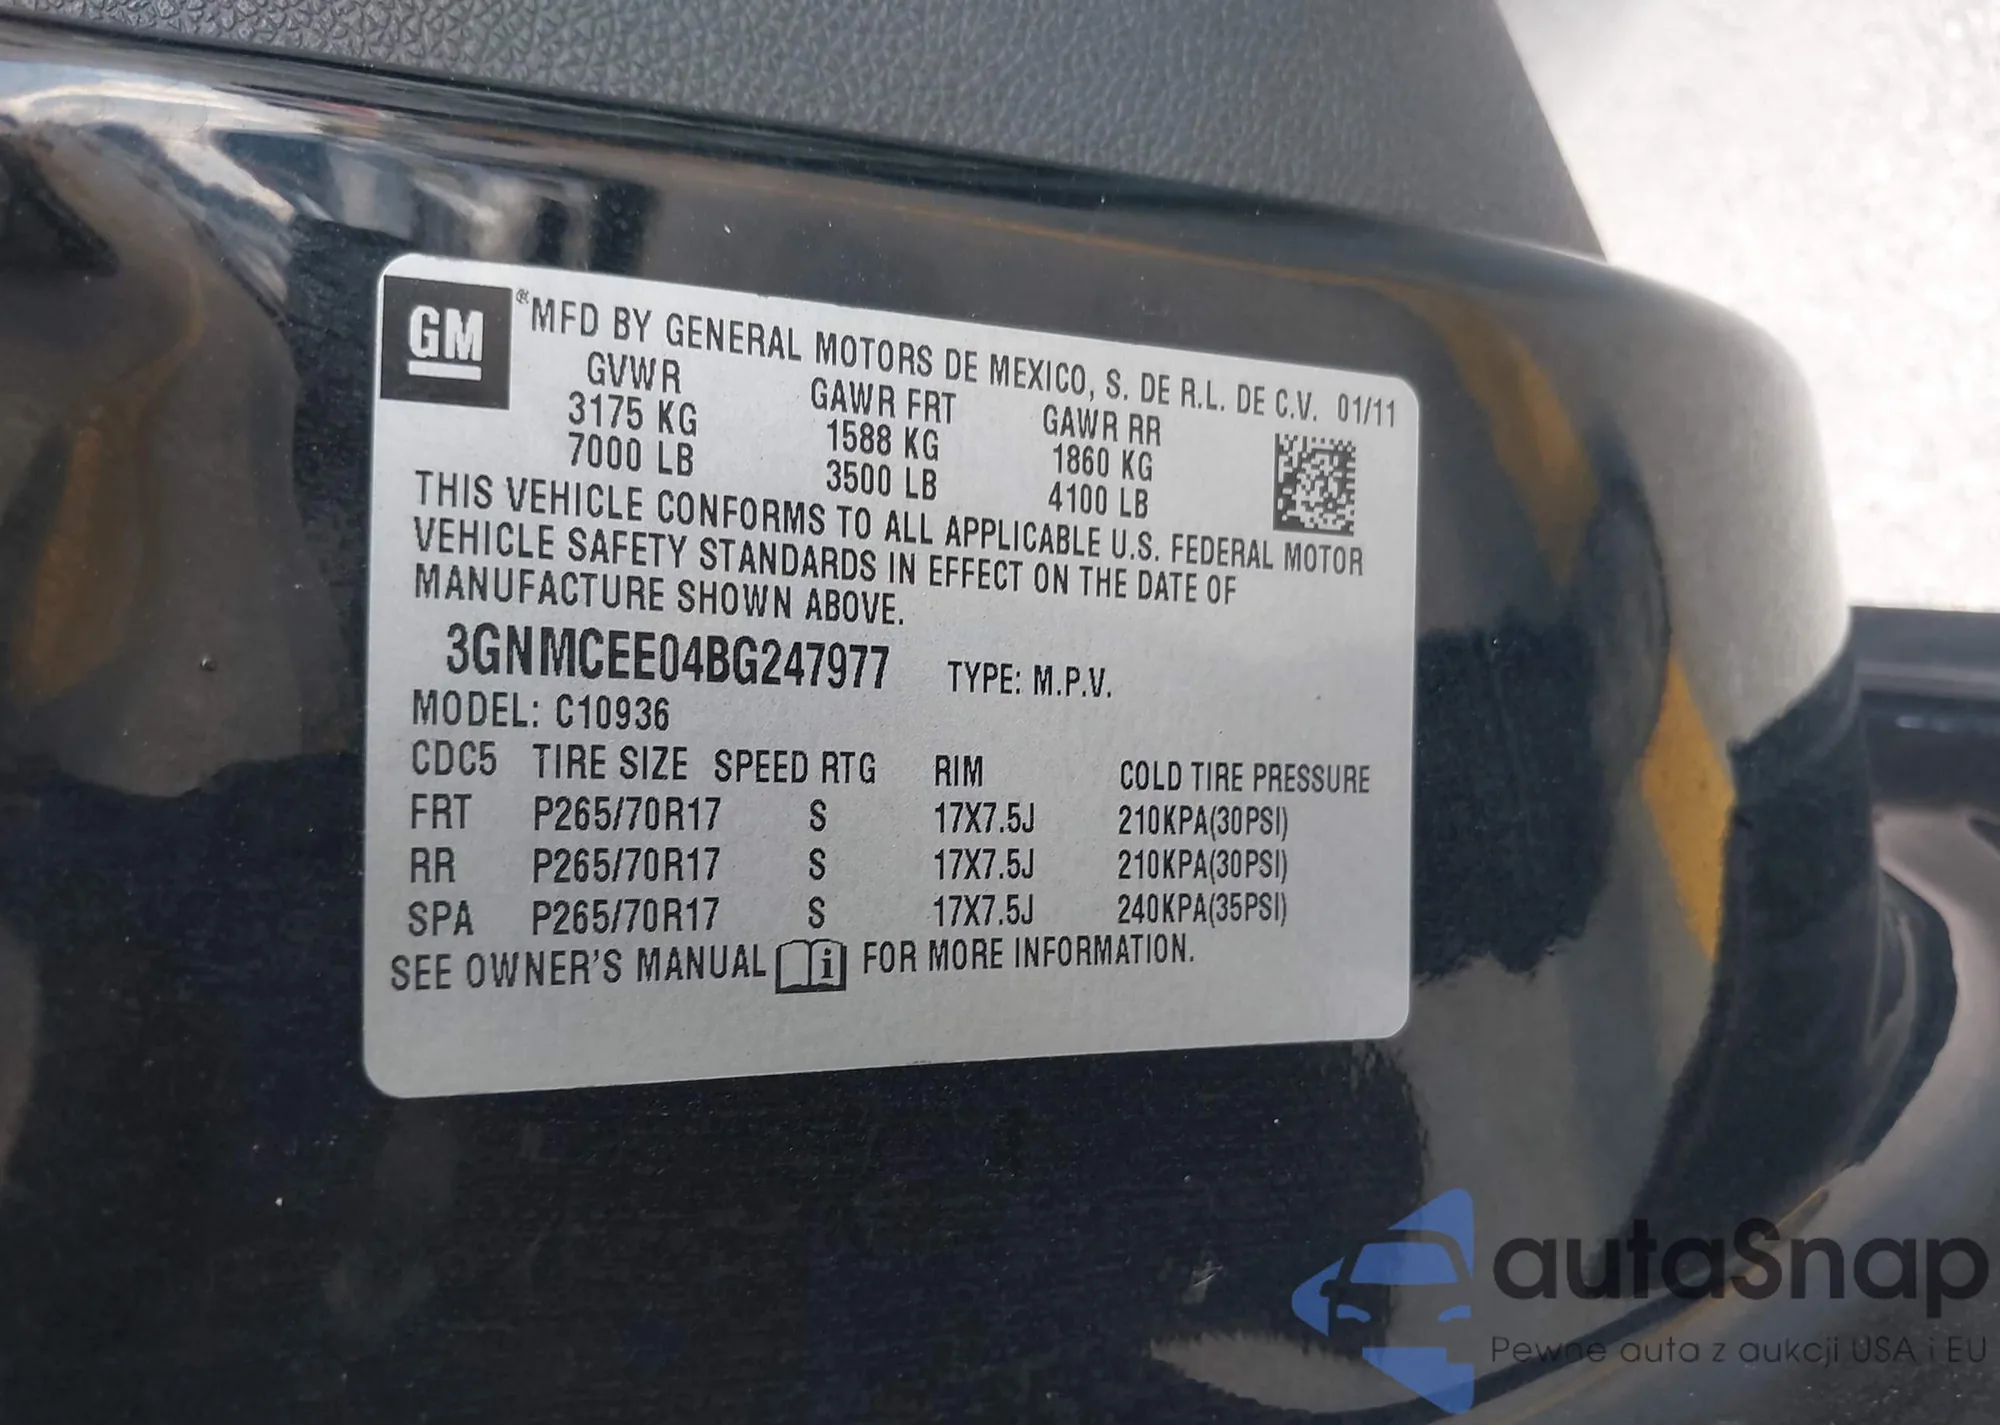 GM ® MFD BY GENERAL MOTORS DE MEXICO, S. DE R.L. DE C.V. 01/11
GVWR GAWR FRT GAWR RR
3175 KG 1588 KG 1860 KG
7000 LB 3500 LB 4100 LB
THIS VEHICLE CONFORMS TO ALL APPLICABLE U.S. FEDERAL MOTOR
VEHICLE SAFETY STANDARDS IN EFFECT ON THE DATE OF
MANUFACTURE SHOWN ABOVE.
3GNMCEE04BG247977 TYPE: M.P.V.
MODEL: C10936
CDC5 TIRE SIZE SPEED RTG RIM COLD TIRE PRESSURE
FRT P265/70R17 S 17X7.5J 210KPA(30PSI)
RR P265/70R17 S 17X7.5J 210KPA(30PSI)
SPA P265/70R17 S 17X7.5J 240KPA(35PSI)
SEE OWNER'S MANUAL i FOR MORE INFORMATION.
autaSnap
Pewne auta z aukcji USA i EU